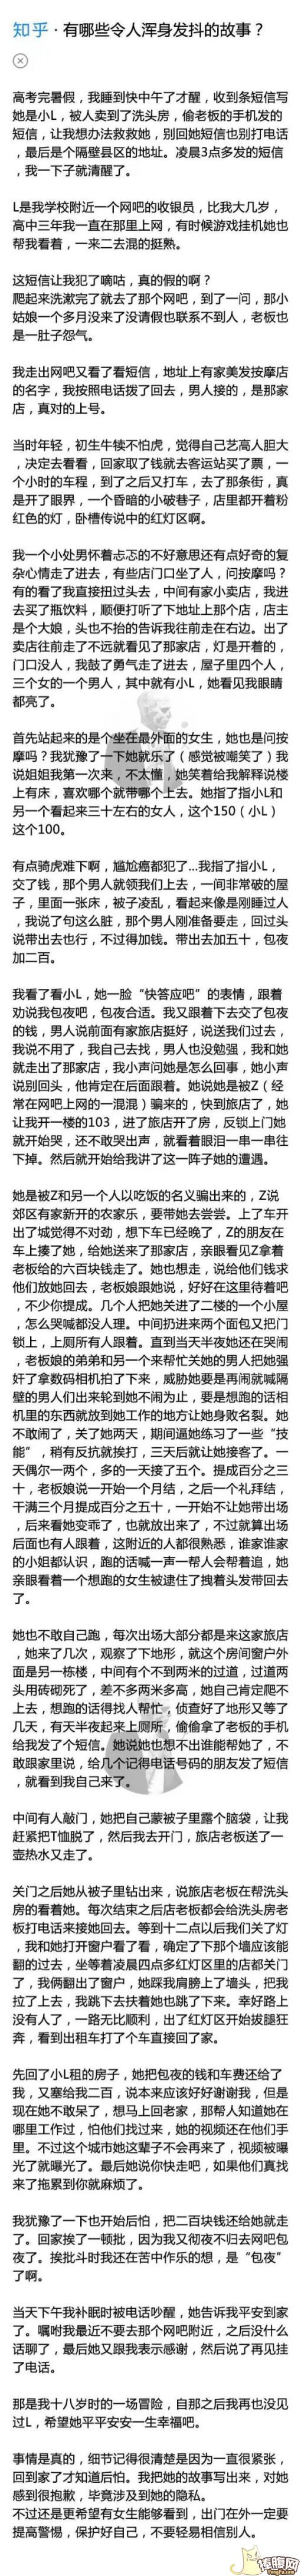 知乎 · 有哪些令人浑身发抖的故事？
高考完暑假，我睡到快中午了才醒，收到条短信写
她是小L，被人卖到了洗头房，偷老板的手机发的
短信，让我想办法救救她，别回她短信也别打电话
，最后是个隔壁县区的地址。凌晨3点多发的短信
，我一下子就清醒了。
L是我学校附近一个网吧的收银员，比我大几岁，
高中三年我一直在那里上网，有时候游戏挂机她也
帮我看着，一来二去混的挺熟。
这短信让我犯了嘀咕，真的假的啊？
爬起来洗漱完了就去了那个网吧，到了一问，那小
姑娘一个多月没来了没请假也联系不到人，老板也
是一肚子怨气。
我走出网吧又看了看短信，地址上有家美发按摩店
的名字，我按照电话拨了回去，男人接的，是那家
店，真对的上号。
当时年轻，初生牛犊不怕虎，觉得自己艺高人胆大
，决定去看看，回家取了钱就去客运站买了票，一
个小时的车程，到了之后又打车，去了那条街，真
是开了眼界，一个昏暗的小破巷子，店里都开着粉
红色的灯，卧槽传说中的红灯区啊。
我一个小处男怀着忐忑的不好意思还有点好奇的复
杂心情走了进去，有些店门口坐了人，问按摩吗？
有的看了我直接扭过头去，中间有家小卖店，我进
去买了瓶饮料，顺便打听了下地址上那个店，店主
是个大娘，头也不抬的告诉我往前走在右边。出了
卖店往前走了不远就看见了那家店，灯是开着的，
门口没人，我鼓了勇气走了进去，屋子里四个人，
三个女的一个男人，其中就有小L，她看见我眼睛
都亮了。
首先站起来的是个坐在最外面的女生，她也是问按
摩吗？我犹豫了一下她就乐了（感觉被嘲笑了）我
说姐姐我第一次来，不太懂，她笑着给我解释说楼
上有床，喜欢哪个就带哪个上去。她指了指小L和
另一个看起来三十左右的女人，这个150（小L）
这个100。
有点骑虎难下啊，尴尬癌都犯了...我指了指小L，
交了钱，那个男人就领我们上去，一间非常破的屋
子，里面一张床，被子凌乱，看起来像是刚睡过人
，我说了句这么脏，那个男人刚准备要走，回过头
说带出去也行，不过得加钱。带出去加五十，包夜
加二百。
我看了看小L，她一脸“快答应吧”的表情，跟着
劝说我包夜吧，包夜合适。我又跟着下去交了包夜
的钱，男人说前面有家旅店挺好，说送我们过去，
我说不用了，我自己去找，男人也没勉强，我和她
就走出了那家店，我小声问她是怎么回事，她小声
说别回头，他肯定在后面跟着。她说她是被Z（经
常在网吧上网的一混混）骗来的，快到旅店了，她
让我开一楼的103，进了旅店开了房，反锁上门她
就开始哭，还不敢哭出声，就看着眼泪一串一串往
下掉。然后就开始给我讲了这一阵子她的遭遇。
她是被Z和另一个人以吃饭的名义骗出来的，Z说
郊区有家新开的农家乐，要带她去尝尝。上了车开
出了城觉得不对劲，想下车已经晚了，Z的朋友在
车上揍了她，给她送来了那家店，亲眼看见Z拿着
老板给的六百块钱走了。她也想走，说给他们钱求
他们放她回去，老板娘跟她说，好好在这里待着吧
，不少你提成。几个人把她关进了二楼的一个小屋
，怎么哭喊都没人理。中间扔进来两个面包又把门
锁上，上厕所有人跟着。直到当天半夜她还在哭闹
，老板娘的弟弟和另一个来帮忙关她的男人把她强
奸了拿数码相机拍了下来，威胁她要是再闹就喊隔
壁的男人们出来轮到她不闹为止，要是想跑的话相
机里的东西就放到她工作的地方让她身败名裂。她
不敢闹了，关了她两天，期间逼她练习了一些“技
能”，稍有反抗就挨打，三天后就让她接客了。一
天偶尔一两个，多的一天接了五个。提成百分之三
十，老板娘说一开始一个月结，之后一个礼拜结，
干满三个月提成百分之五十，一开始不让她带出场
，后来看她变乖了，也就放出来了，不过就算出场
后面也有人跟着，这附近的人都很熟悉，谁家谁家
的小姐都认识，跑的话喊一声一帮人会帮着追，她
亲眼看着一个想跑的女生被逮住了拽着头发带回去
了。
她也不敢自己跑，每次出场大部分都是来这家旅店
，她来了几次，观察了下地形，就这个房间窗户外
面是另一栋楼，中间有个不到两米的过道，过道两
头用砖砌死了，差不多两米多高，她自己肯定爬不
上去，想跑的话得找人帮忙，侦查好了地形又等了
几天，有天半夜起来上厕所，偷偷拿了老板的手机
给我发了个短信。她说她也想不出谁能帮她了，不
敢跟家里说，给几个记得电话号码的朋友发了短信
，就看到我自己来了。
中间有人敲门，她把自己蒙被子里露个脑袋，让我
赶紧把T恤脱了，然后我去开门，旅店老板送了一
壶热水又走了。
关门之后她从被子里钻出来，说旅店老板在帮洗头
房的看着她。每次结束之后店老板都会给洗头房老
板打电话来接她回去。等到十二点以后我们关了灯
，我和她打开窗户看了看，确定了下那个墙应该能
翻的过去，坐等着凌晨四点多红灯区里的店都关门
了，我俩翻出了窗户，她踩我肩膀上了墙头，把我
拉了上去，我跳下去扶着她也跳了下来。幸好路上
没有人了，一路无比顺利，出了红灯区开始拔腿狂
奔，看到出租车打了个车直接回了家。
先回了小L租的房子，她把包夜的钱和车费还给了
我，又塞给我二百，说本来应该好好谢谢我，但是
现在她不敢呆了，想马上回老家，那帮人知道她在
哪里工作过，怕他们找过来，她的视频还在他们手
里。不过这个城市她这辈子不会再来了，视频被曝
光了就曝光了。最后她说你快走吧，如果他们真找
来了拖累到你就麻烦了。
我犹豫了一下也开始后怕，把二百块钱还给她就走
了。回家挨了一顿批，因为我又彻夜不归去网吧包
夜了。挨批斗时我还在苦中作乐的想，是“包夜”
了啊。
当天下午我补眠时被电话吵醒，她告诉我平安到家
了。嘱咐我最近不要去那个网吧附近，之后没什么
话聊了，最后她又跟我表示感谢，然后说了再见挂
了电话。
那是我十八岁时的一场冒险，自那之后我再也没见
过L，希望她平平安安一生幸福吧。
事情是真的，细节记得很清楚是因为一直很紧张，
回到家了才知道后怕。我把她的故事写出来，对她
感到很抱歉，毕竟涉及到她的隐私。
不过还是更希望有女生能够看到，出门在外一定要
提高警惕，保护好自己，不要轻易相信别人。
捧腹网